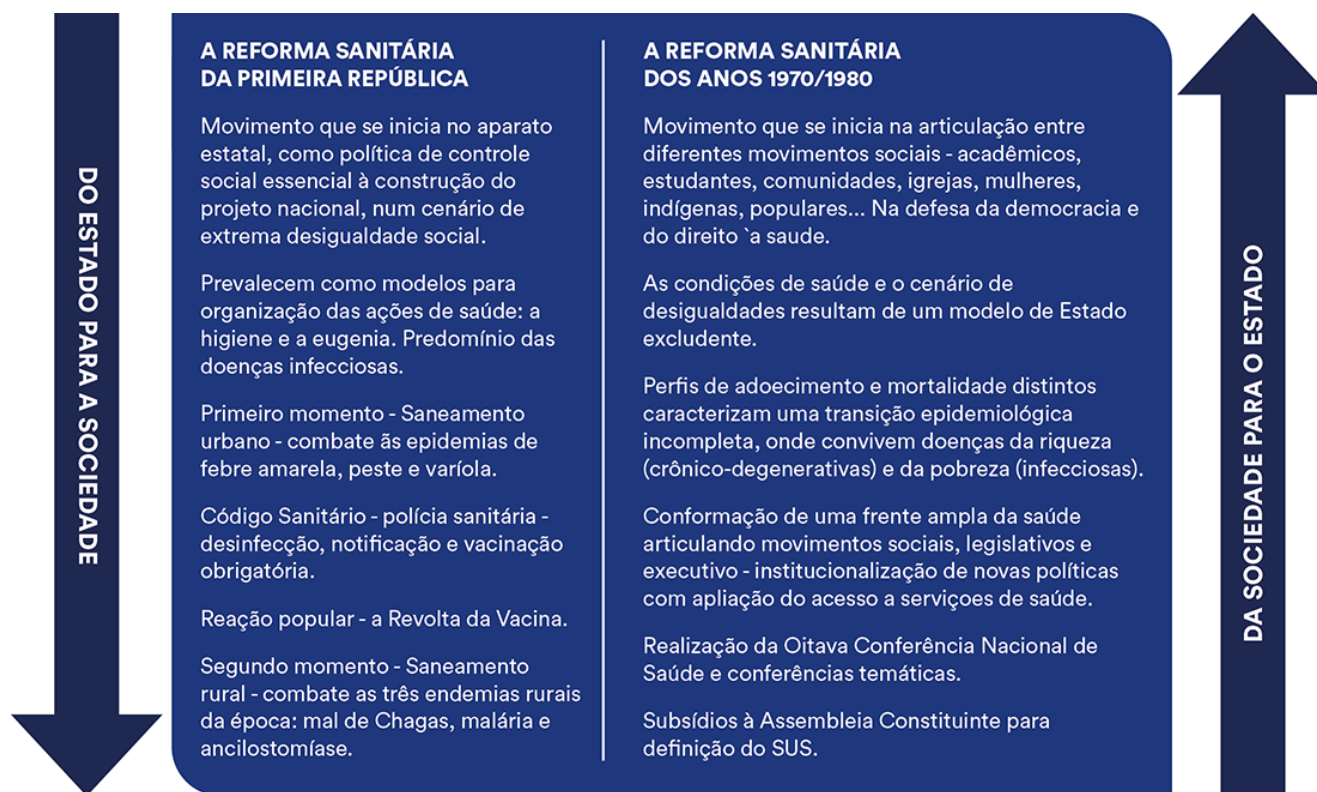 DO ESTADO PARA A SOCIEDADE
A REFORMA SANITÁRIA
DA PRIMEIRA REPÚBLICA
Movimento que se inicia no aparato
estatal, como política de controle
social essencial à construção do
projeto nacional, num cenário de
extrema desigualdade social.
Prevalecem como modelos para
organização das ações de saúde: a
higiene e a eugenia. Predomínio das
doenças infecciosas.
Primeiro momento - Saneamento
urbano - combate ãs epidemias de
febre amarela, peste e varíola.
Código Sanitário - polícia sanitária -
desinfecção, notificação e vacinação
obrigatória.
Reação popular - a Revolta da Vacina.
Segundo momento - Saneamento
rural - combate as três endemias rurais
da época: mal de Chagas, malária e
ancilostomíase.
A REFORMA SANITÁRIA
DOS ANOS 1970/1980
Movimento que se inicia na articulação entre
diferentes movimentos sociais - acadêmicos,
estudantes, comunidades, igrejas, mulheres,
indígenas, populares... Na defesa da democracia e
do direito `a saude.
As condições de saúde e o cenário de
desigualdades resultam de um modelo de Estado
excludente.
Perfis de adoecimento e mortalidade distintos
caracterizam uma transição epidemiológica
incompleta, onde convivem doenças da riqueza
(crônico-degenerativas) e da pobreza (infecciosas).
Conformação de uma frente ampla da saúde
articulando movimentos sociais, legislativos e
executivo - institucionalização de novas políticas
com apliação do acesso a serviçoes de saúde.
Realização da Oitava Conferência Nacional de
Saúde e conferências temáticas.
Subsídios à Assembleia Constituinte para
definição do SUS.
DA SOCIEDADE PARA O ESTADO